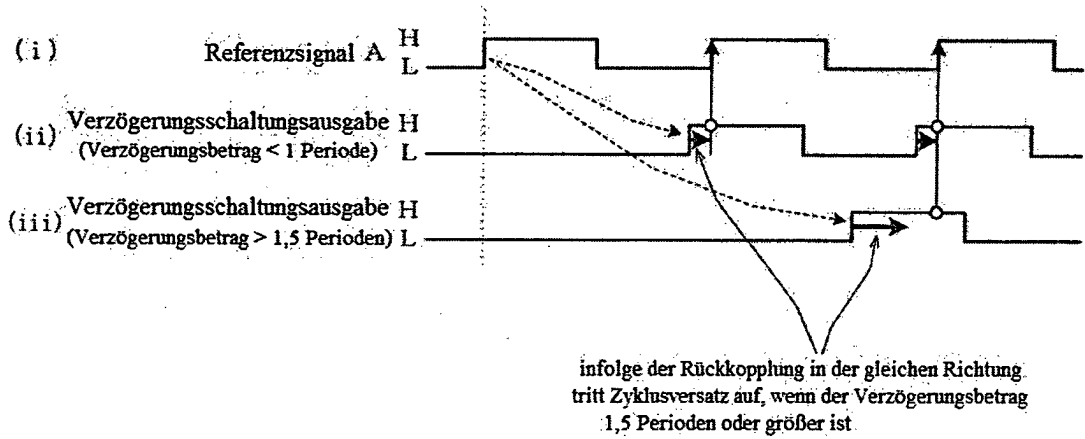 (i) Referenzsignal A H
L
(ii) Verzögerungsschaltungsausgabe H
(Verzögerungsbetrag < 1 Periode) L
(iii) Verzögerungsschaltungsausgabe H
(Verzögerungsbetrag > 1,5 Perioden) L
infolge der Rückkopplung in der gleichen Richtung
tritt Zyklusversatz auf, wenn der Verzögerungsbetrag
1,5 Perioden oder größer ist